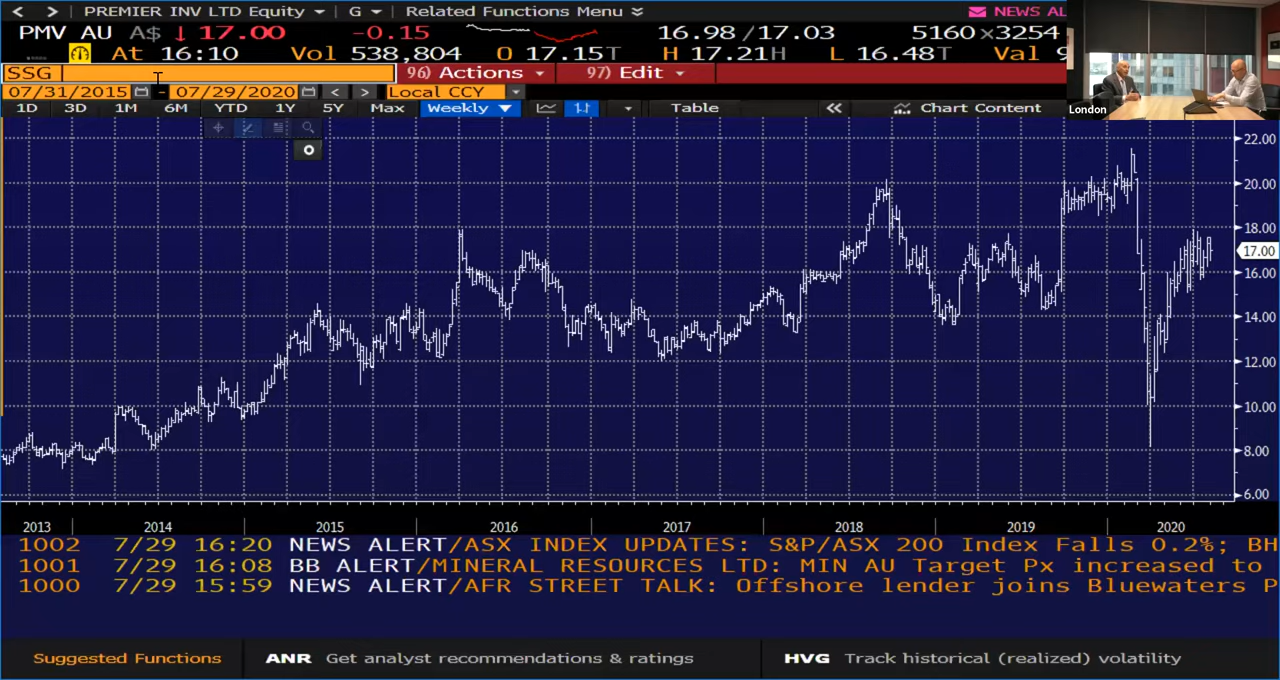 < > PREMIER INV LTD Equity G Related Functions Menu NEWS AL
PMV AU A$ ↓ 17.00 -0.15 16.98 /17.03 5160 x 3254
At 16:10 Vol 538,804 O 17.15T H 17.21H L 16.48T Val 9
SSG 96) Actions 97) Edit
07/31/2015 - 07/29/2020 < > Local CCY
1D 3D 1M 6M YTD 1Y 5Y Max Weekly Table « Chart Content
London
22.00
20.00
18.00
17.00
16.00
14.00
12.00
10.00
8.00
6.00
2013 2014 2015 2016 2017 2018 2019 2020
1002 7/29 16:20 NEWS ALERT/ASX INDEX UPDATES: S&P/ASX 200 Index Falls 0.2%; BH
1001 7/29 16:08 BB ALERT/MINERAL RESOURCES LTD: MIN AU Target Px increased to
1000 7/29 15:59 NEWS ALERT/AFR STREET TALK: Offshore lender joins Bluewaters P
Suggested Functions ANR Get analyst recommendations & ratings HVG Track historical (realized) volatility